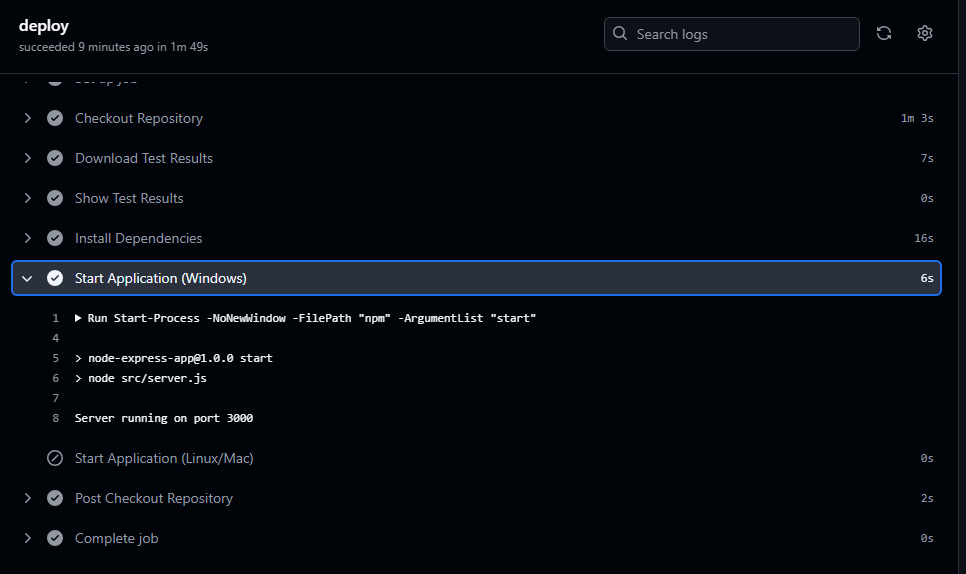 deploy
succeeded 9 minutes ago in 1m 49s
Search logs
Set up job
Checkout Repository 1m 3s
Download Test Results 7s
Show Test Results 0s
Install Dependencies 16s
Start Application (Windows) 6s
1 Run Start-Process -NoNewWindow -FilePath "npm" -ArgumentList "start"
4
5 > node-express-app@1.0.0 start
6 > node src/server.js
7
8 Server running on port 3000
Start Application (Linux/Mac) 0s
Post Checkout Repository 2s
Complete job 0s